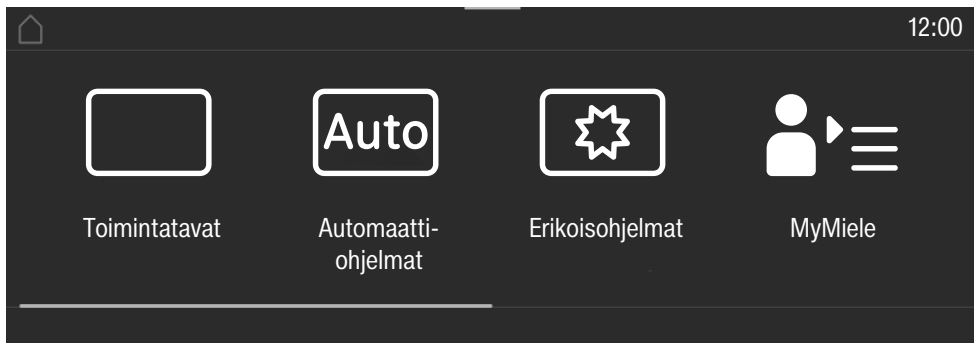 12:00
Auto
Toimintatavat
Automaatti-
ohjelmat
Erikoisohjelmat
MyMiele